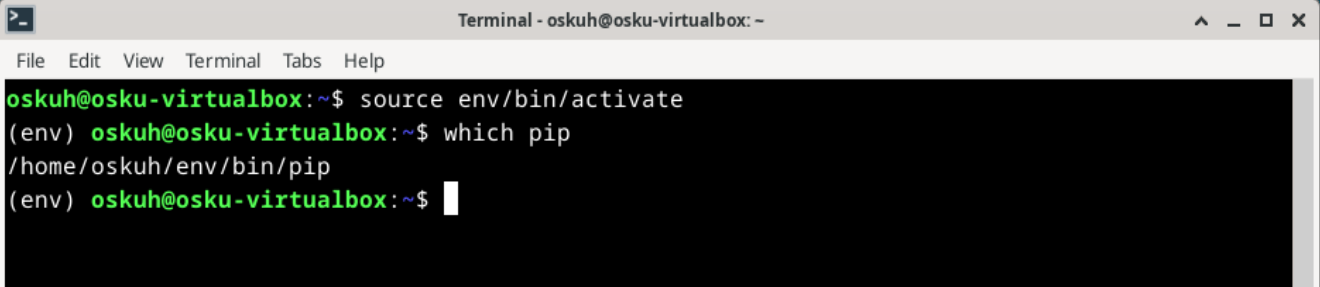 Terminal - oskuh@osku-virtualbox: ~
File Edit View Terminal Tabs Help
oskuh@osku-virtualbox:~$ source env/bin/activate
(env) oskuh@osku-virtualbox:~$ which pip
/home/oskuh/env/bin/pip
(env) oskuh@osku-virtualbox:~$